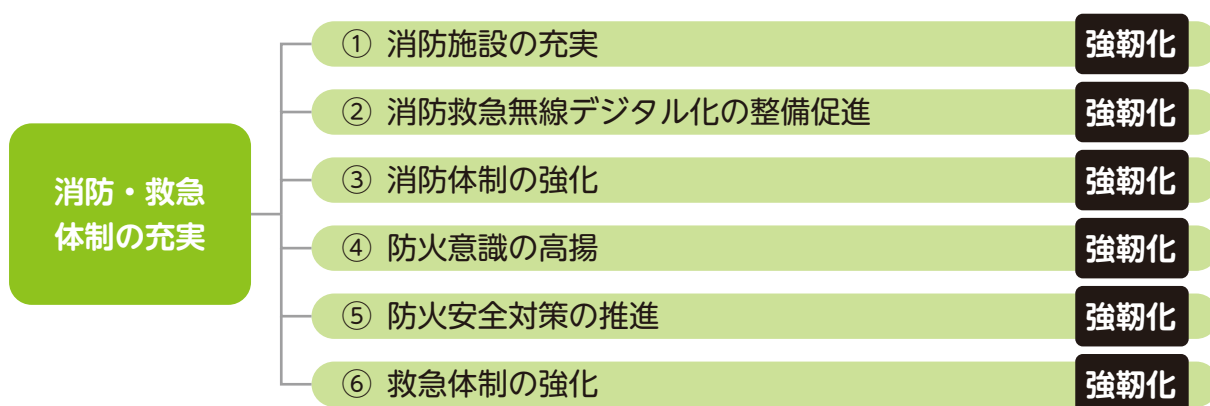 ① 消防施設の充実 強靭化
② 消防救急無線デジタル化の整備促進 強靭化
③ 消防体制の強化 強靭化
消防・救急
体制の充実
④ 防火意識の高揚 強靭化
⑤ 防火安全対策の推進 強靭化
⑥ 救急体制の強化 強靭化